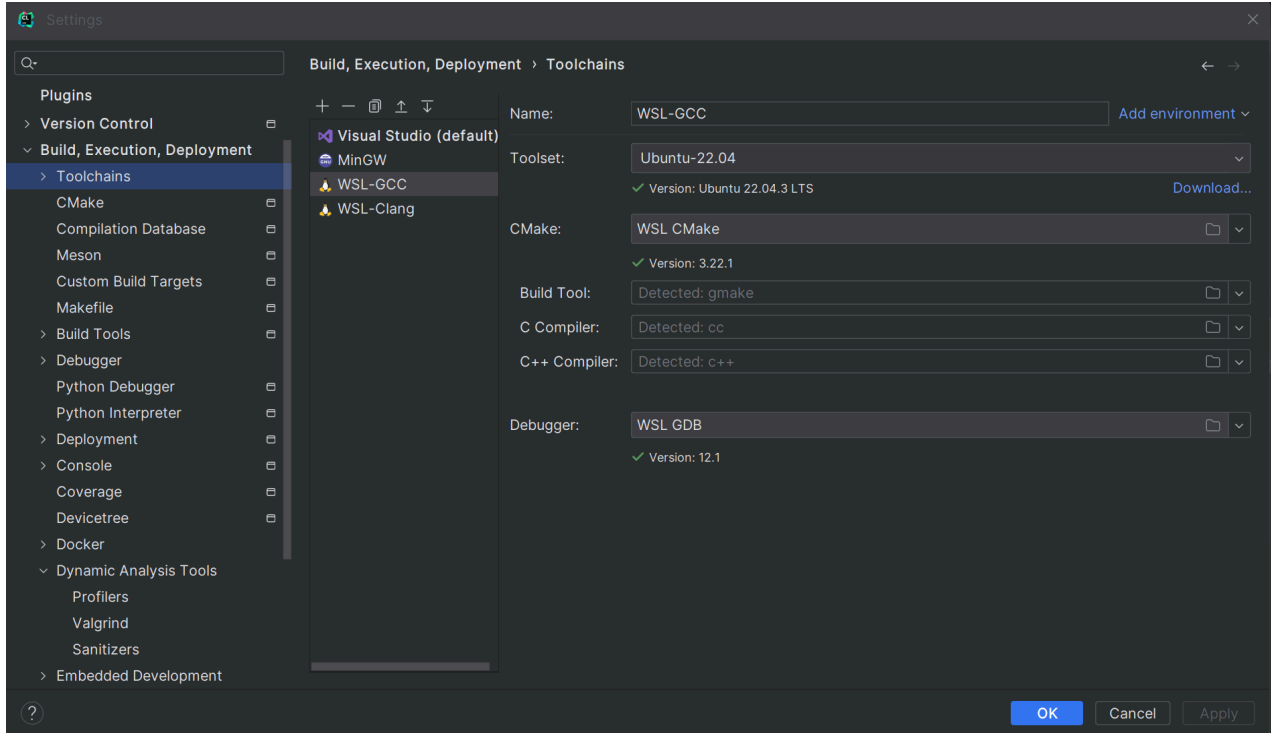 Settings
Plugins
Version Control
Build, Execution, Deployment
Toolchains
CMake
Compilation Database
Meson
Custom Build Targets
Makefile
Build Tools
Debugger
Python Debugger
Python Interpreter
Deployment
Console
Coverage
Devicetree
Docker
Dynamic Analysis Tools
Profilers
Valgrind
Sanitizers
Embedded Development
Build, Execution, Deployment › Toolchains
Visual Studio (default)
MinGW
WSL-GCC
WSL-Clang
Name: WSL-GCC Add environment
Toolset: Ubuntu-22.04
Version: Ubuntu 22.04.3 LTS Download...
CMake: WSL CMake
Version: 3.22.1
Build Tool: Detected: gmake
C Compiler: Detected: cc
C++ Compiler: Detected: c++
Debugger: WSL GDB
Version: 12.1
? OK Cancel Apply